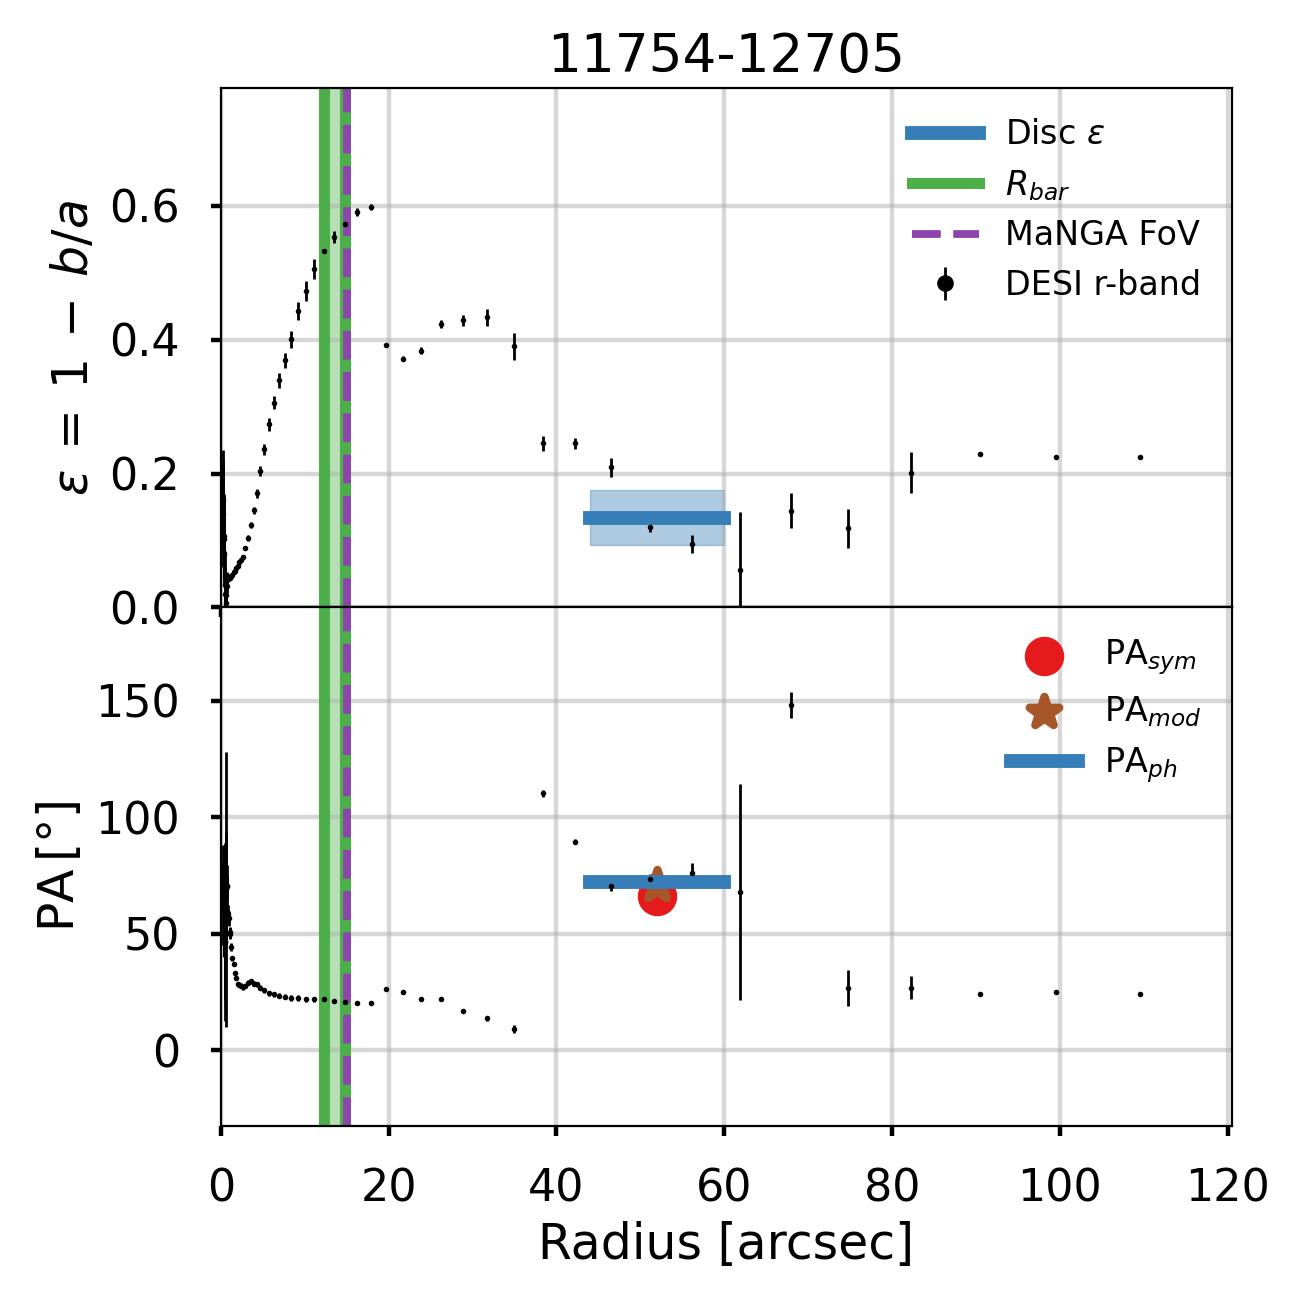 11754-12705
ε = 1 − b/a
0.6
0.4
0.2
0.0
Disc ε
R_bar
MaNGA FoV
DESI r-band
PA [°]
150
100
50
0
PA_sym
PA_mod
PA_ph
0 20 40 60 80 100 120
Radius [arcsec]